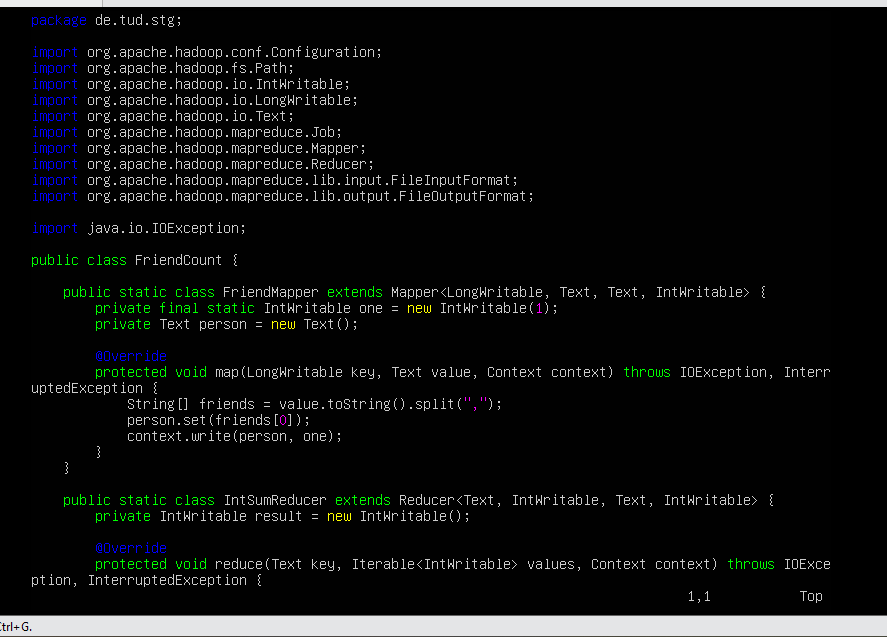 package de.tud.stg;
import org.apache.hadoop.conf.Configuration;
import org.apache.hadoop.fs.Path;
import org.apache.hadoop.io.IntWritable;
import org.apache.hadoop.io.LongWritable;
import org.apache.hadoop.io.Text;
import org.apache.hadoop.mapreduce.Job;
import org.apache.hadoop.mapreduce.Mapper;
import org.apache.hadoop.mapreduce.Reducer;
import org.apache.hadoop.mapreduce.lib.input.FileInputFormat;
import org.apache.hadoop.mapreduce.lib.output.FileOutputFormat;
import java.io.IOException;
public class FriendCount {
    public static class FriendMapper extends Mapper<LongWritable, Text, Text, IntWritable> {
        private final static IntWritable one = new IntWritable(1);
        private Text person = new Text();
        @Override
        protected void map(LongWritable key, Text value, Context context) throws IOException, Interr
uptedException {
            String[] friends = value.toString().split(",");
            person.set(friends[0]);
            context.write(person, one);
        }
    }
    public static class IntSumReducer extends Reducer<Text, IntWritable, Text, IntWritable> {
        private IntWritable result = new IntWritable();
        @Override
        protected void reduce(Text key, Iterable<IntWritable> values, Context context) throws IOExce
ption, InterruptedException {
1,1 Top
Ctrl+G.